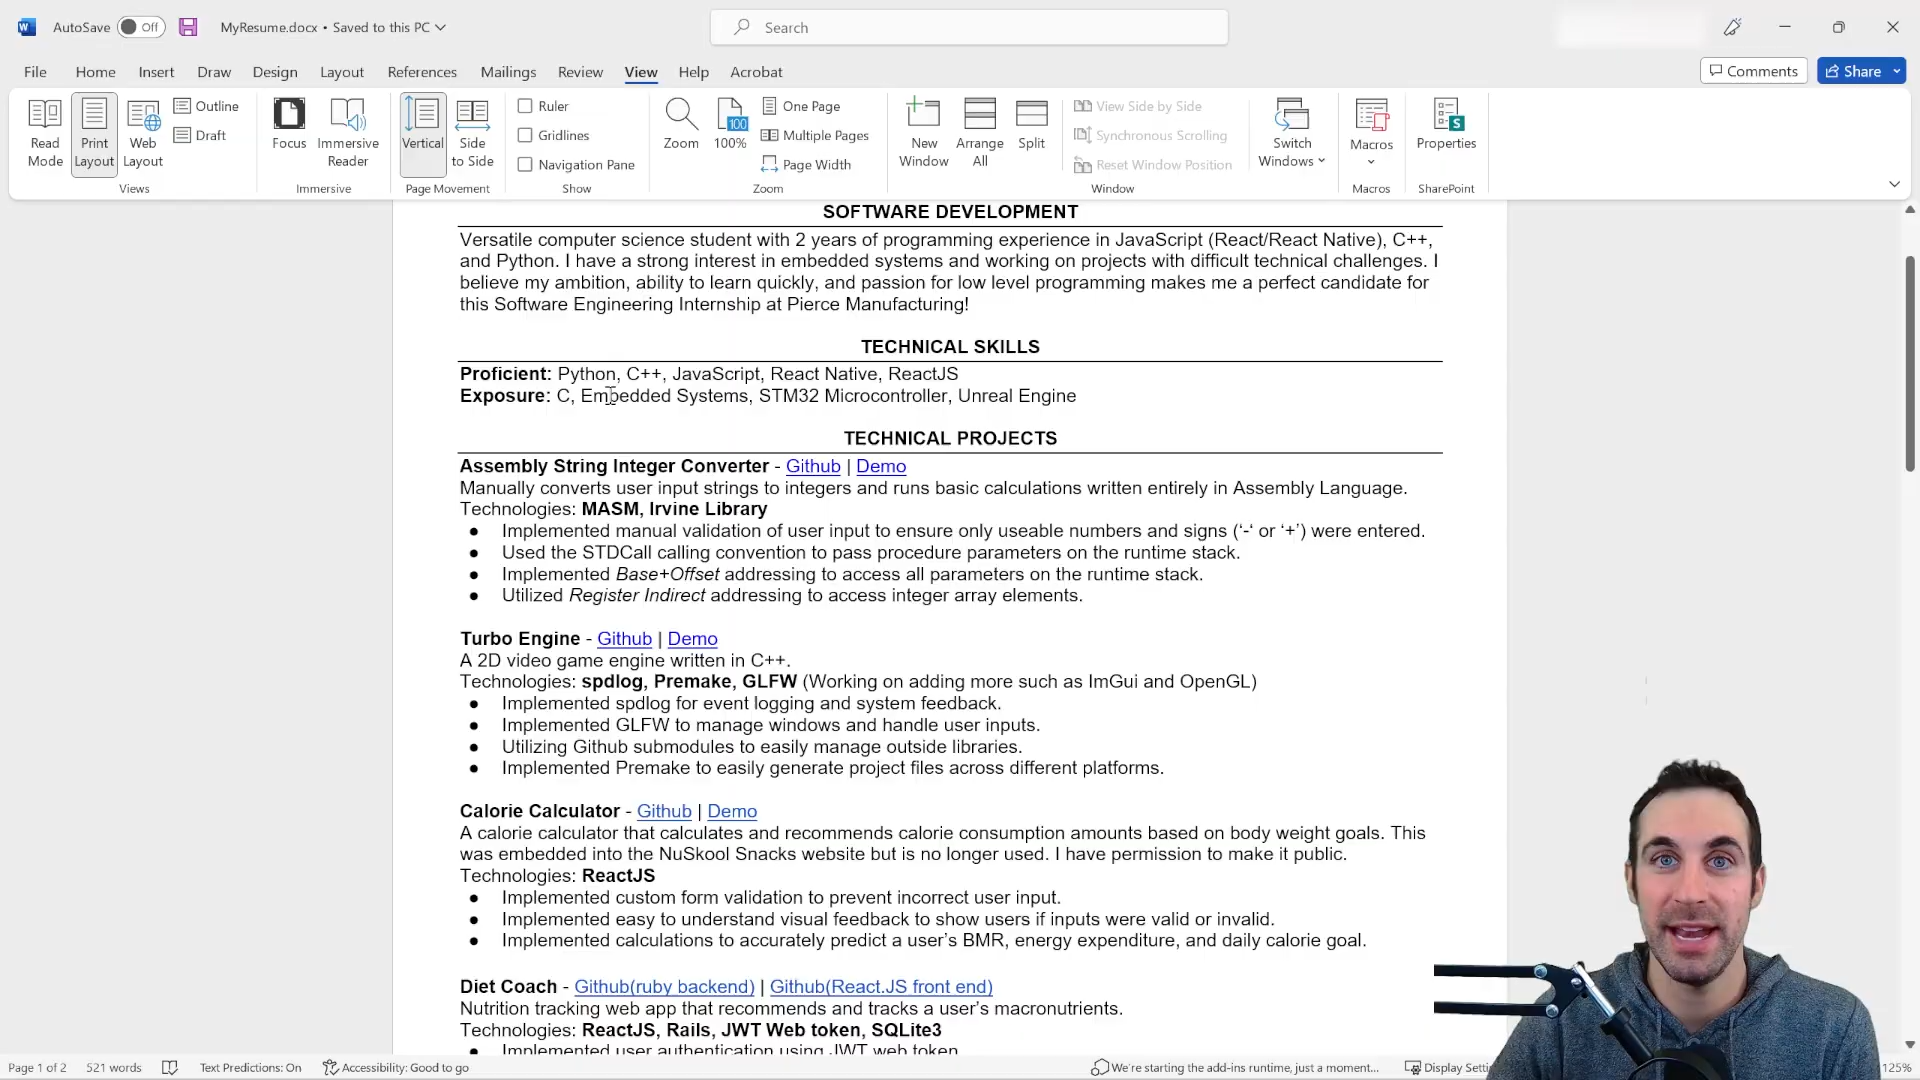 AutoSave Off MyResume.docx • Saved to this PC Search
File Home Insert Draw Design Layout References Mailings Review View Help Acrobat Comments Share
Read Mode
Print Layout
Web Layout
Outline
Draft
Views
Focus
Immersive Reader
Immersive
Vertical
Side to Side
Page Movement
Ruler
Gridlines
Navigation Pane
Show
Zoom
100
100%
One Page
Multiple Pages
Page Width
Zoom
New Window
Arrange All
Split
View Side by Side
Synchronous Scrolling
Reset Window Position
Window
Switch Windows
Macros
Macros
Properties
SharePoint
SOFTWARE DEVELOPMENT
Versatile computer science student with 2 years of programming experience in JavaScript (React/React Native), C++,
and Python. I have a strong interest in embedded systems and working on projects with difficult technical challenges. I
believe my ambition, ability to learn quickly, and passion for low level programming makes me a perfect candidate for
this Software Engineering Internship at Pierce Manufacturing!
TECHNICAL SKILLS
Proficient: Python, C++, JavaScript, React Native, ReactJS
Exposure: C, Embedded Systems, STM32 Microcontroller, Unreal Engine
TECHNICAL PROJECTS
Assembly String Integer Converter - Github | Demo
Manually converts user input strings to integers and runs basic calculations written entirely in Assembly Language.
Technologies: MASM, Irvine Library
● Implemented manual validation of user input to ensure only useable numbers and signs (‘-‘ or ‘+’) were entered.
● Used the STDCall calling convention to pass procedure parameters on the runtime stack.
● Implemented Base+Offset addressing to access all parameters on the runtime stack.
● Utilized Register Indirect addressing to access integer array elements.
Turbo Engine - Github | Demo
A 2D video game engine written in C++.
Technologies: spdlog, Premake, GLFW (Working on adding more such as ImGui and OpenGL)
● Implemented spdlog for event logging and system feedback.
● Implemented GLFW to manage windows and handle user inputs.
● Utilizing Github submodules to easily manage outside libraries.
● Implemented Premake to easily generate project files across different platforms.
Calorie Calculator - Github | Demo
A calorie calculator that calculates and recommends calorie consumption amounts based on body weight goals. This
was embedded into the NuSkool Snacks website but is no longer used. I have permission to make it public.
Technologies: ReactJS
● Implemented custom form validation to prevent incorrect user input.
● Implemented easy to understand visual feedback to show users if inputs were valid or invalid.
● Implemented calculations to accurately predict a user’s BMR, energy expenditure, and daily calorie goal.
Diet Coach - Github(ruby backend) | Github(React.JS front end)
Nutrition tracking web app that recommends and tracks a user’s macronutrients.
Technologies: ReactJS, Rails, JWT Web token, SQLite3
● Implemented user authentication using JWT web token
Page 1 of 2 521 words Text Predictions: On Accessibility: Good to go We're starting the add-ins runtime, just a moment... Display Setti 125%